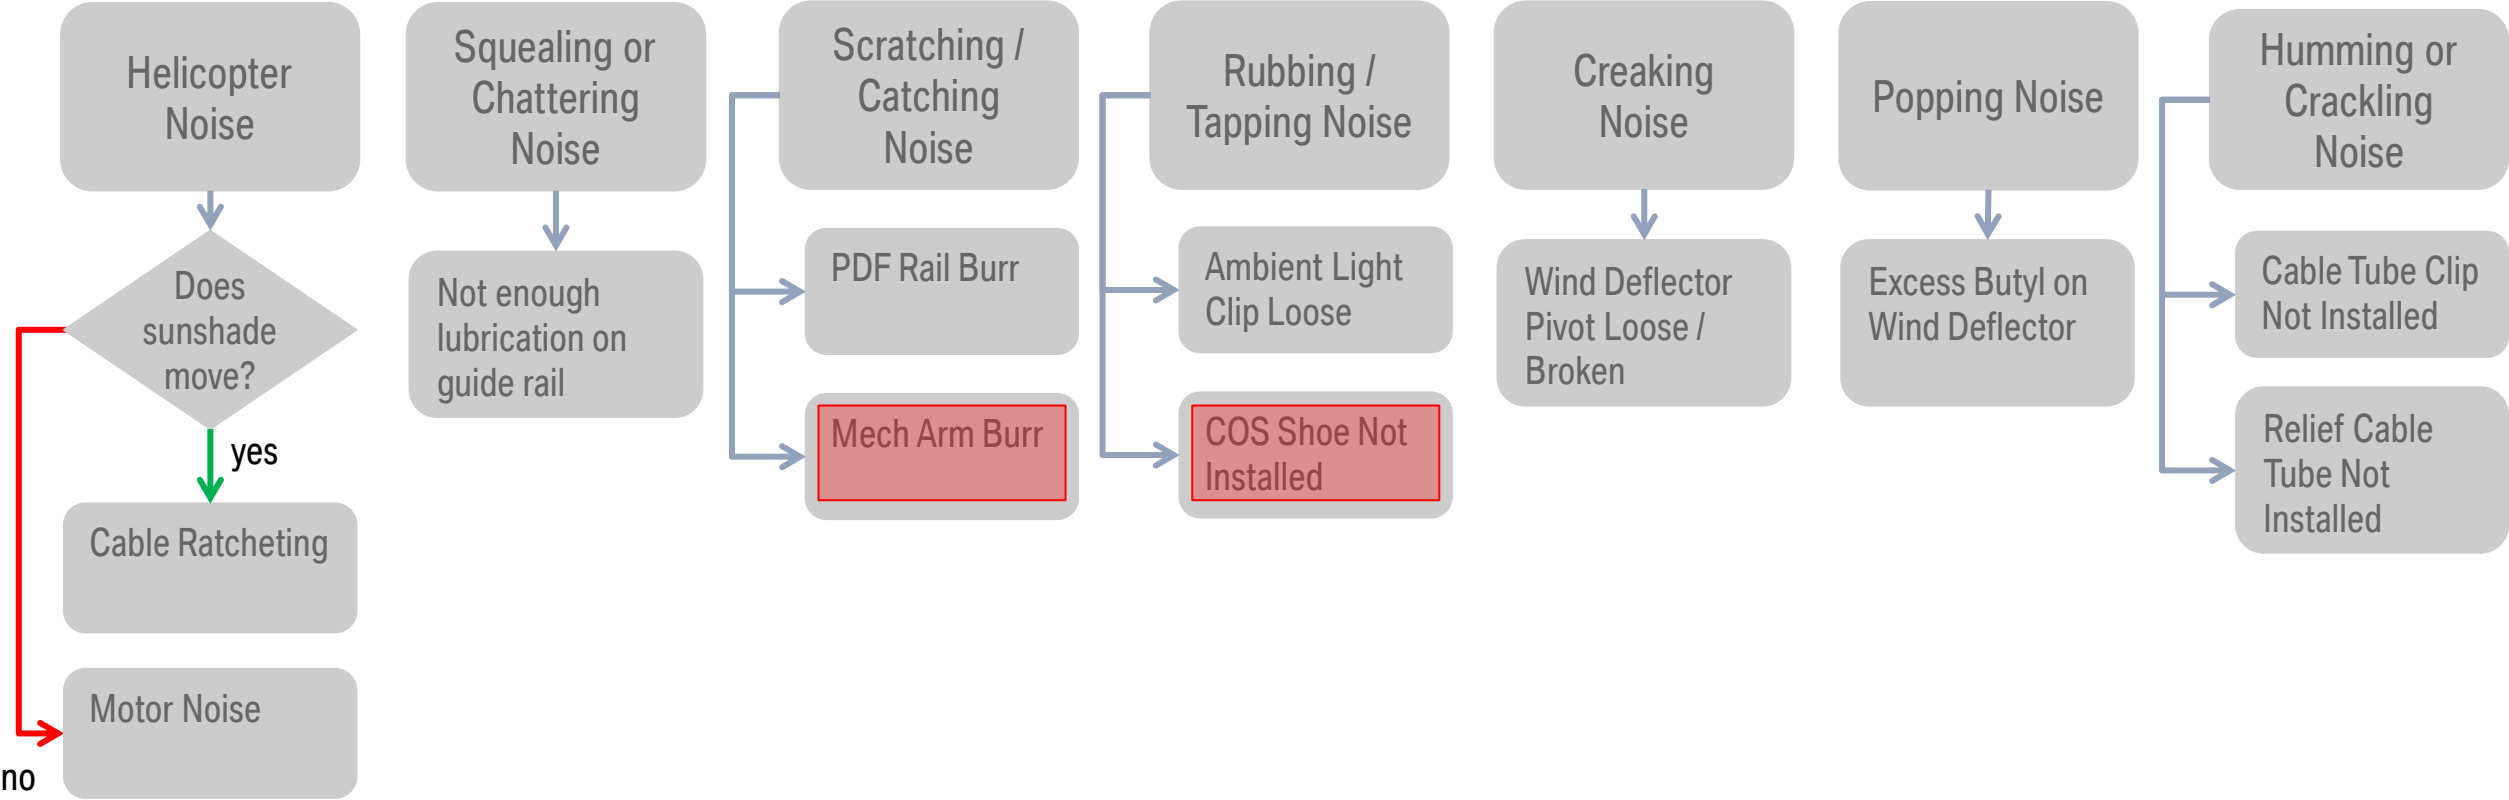 Helicopter
Noise
Does
sunshade
move?
yes
Cable Ratcheting
Motor Noise
no
Squealing or
Chattering
Noise
Not enough
lubrication on
guide rail
Scratching /
Catching
Noise
PDF Rail Burr
Mech Arm Burr
Rubbing /
Tapping Noise
Ambient Light
Clip Loose
COS Shoe Not
Installed
Creaking
Noise
Wind Deflector
Pivot Loose /
Broken
Popping Noise
Excess Butyl on
Wind Deflector
Humming or
Crackling
Noise
Cable Tube Clip
Not Installed
Relief Cable
Tube Not
Installed